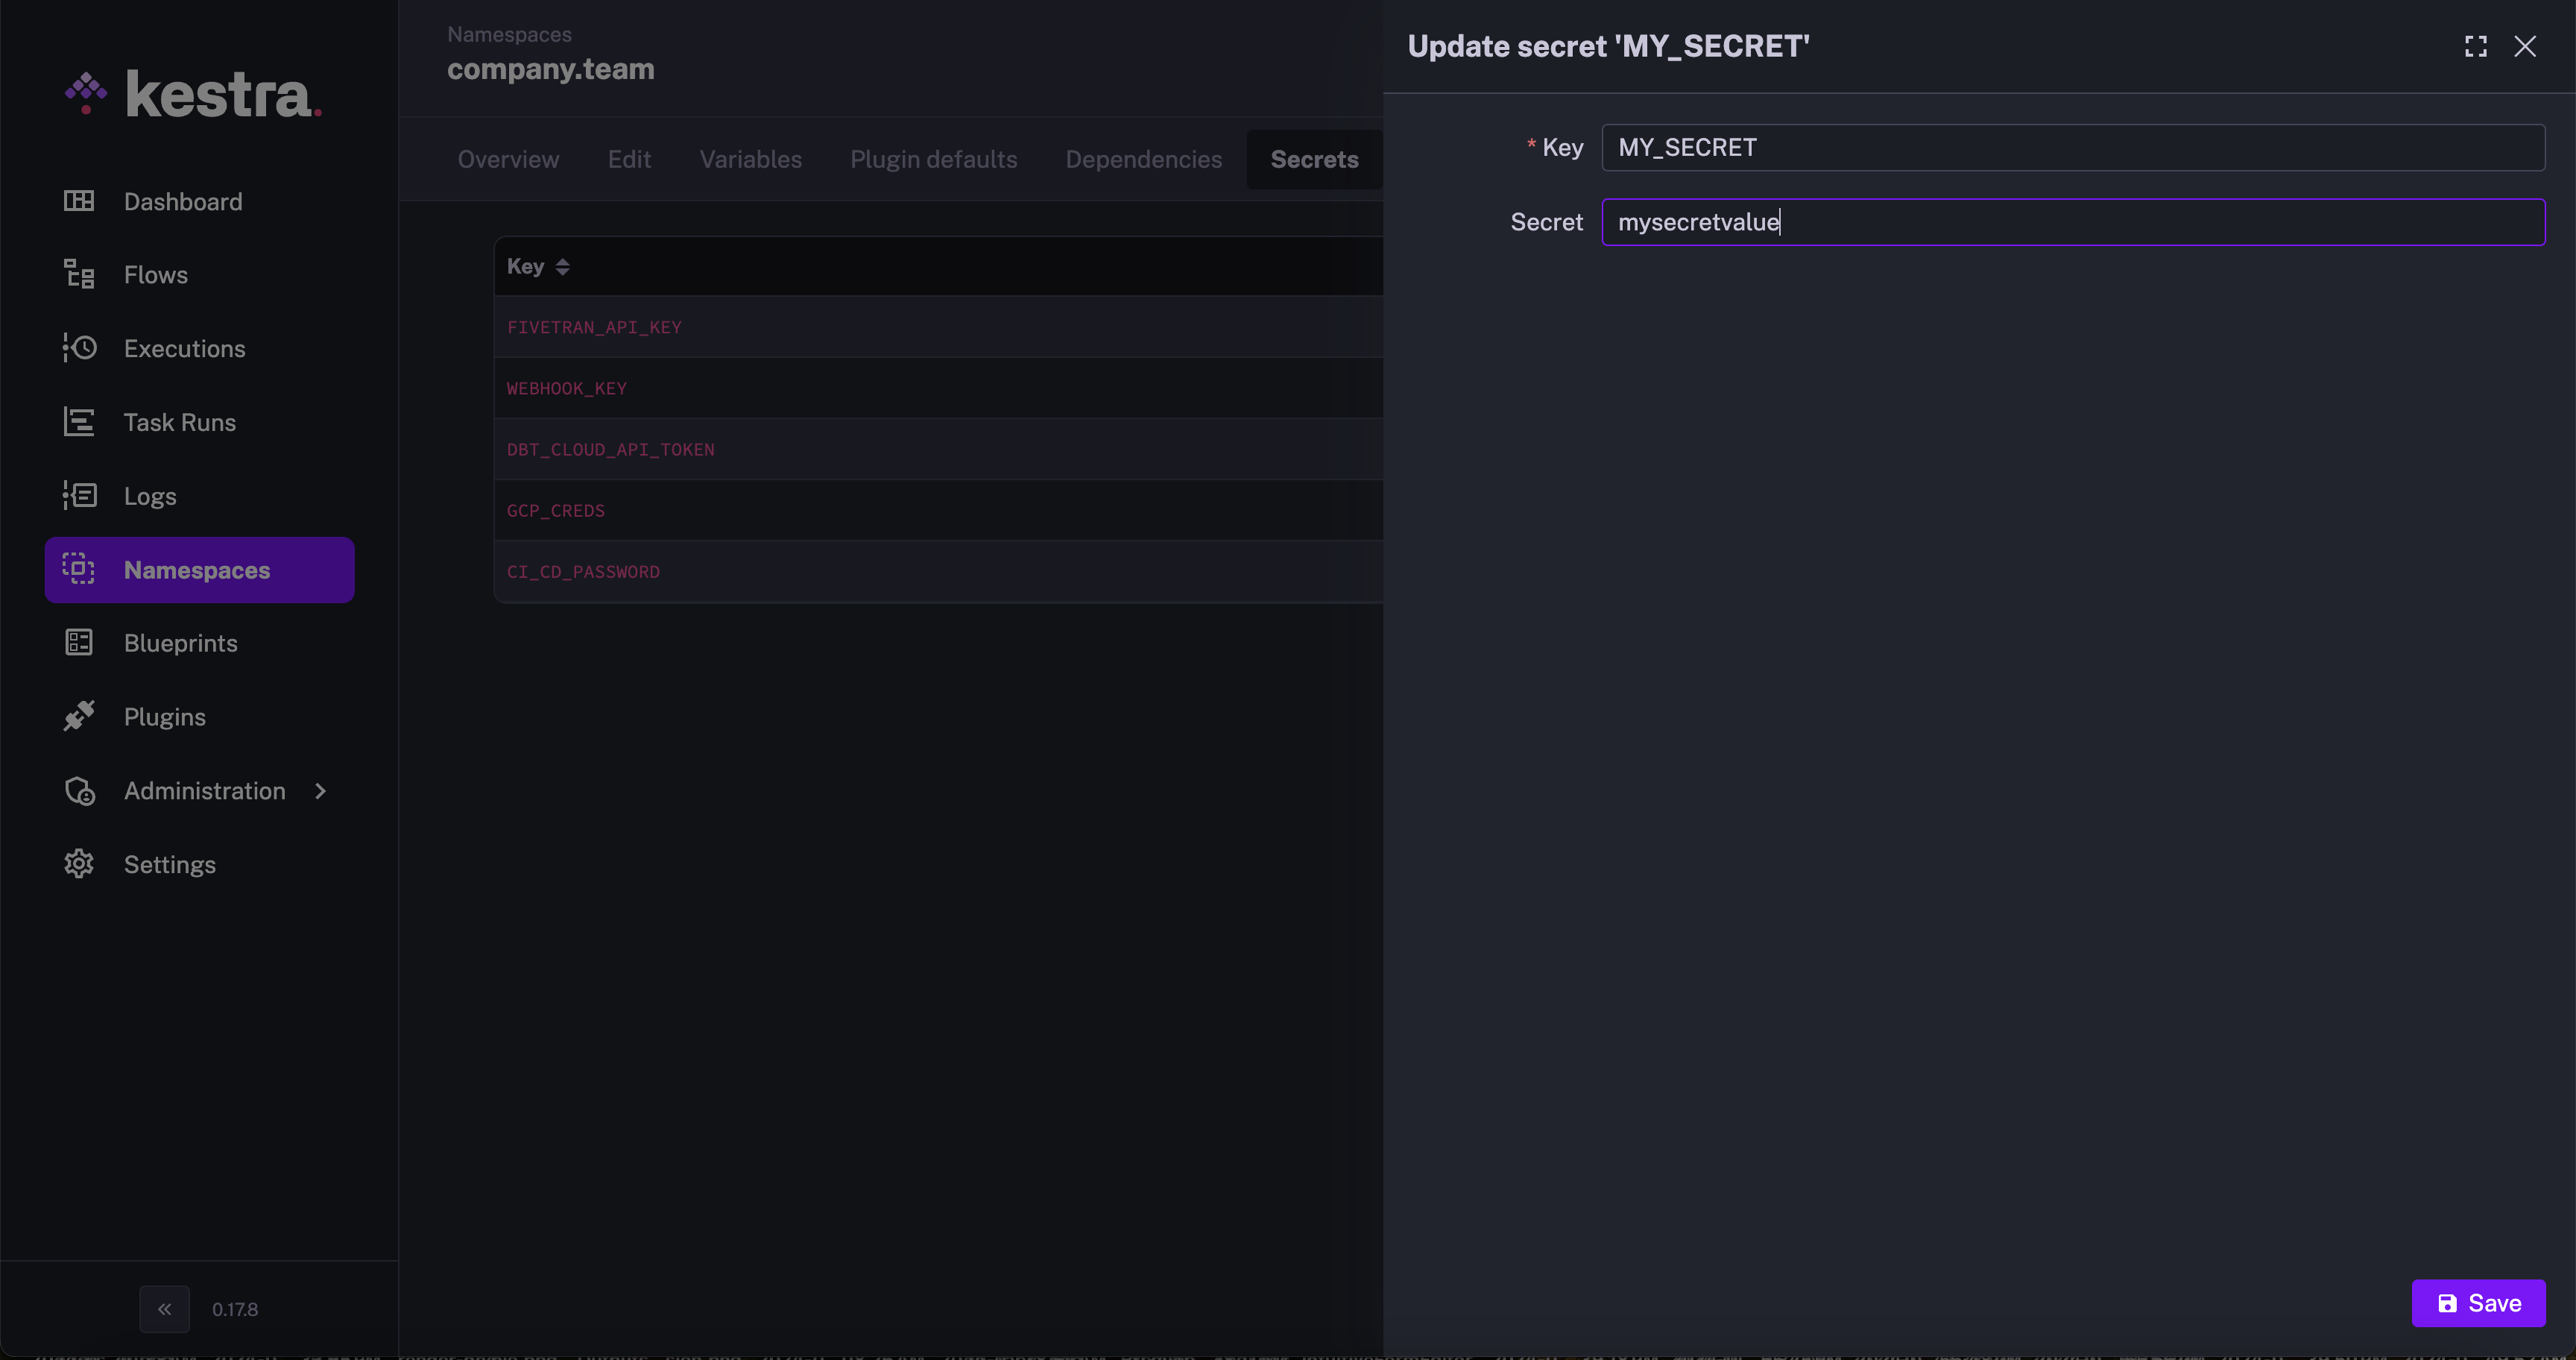 kestra.
Dashboard
Flows
Executions
Task Runs
Logs
Namespaces
Blueprints
Plugins
Administration
Settings
0.17.8
Namespaces
company.team
Overview Edit Variables Plugin defaults Dependencies Secrets
Key
FIVETRAN_API_KEY
WEBHOOK_KEY
DBT_CLOUD_API_TOKEN
GCP_CREDS
CI_CD_PASSWORD
Update secret 'MY_SECRET'
* Key MY_SECRET
Secret mysecretvalue
Save